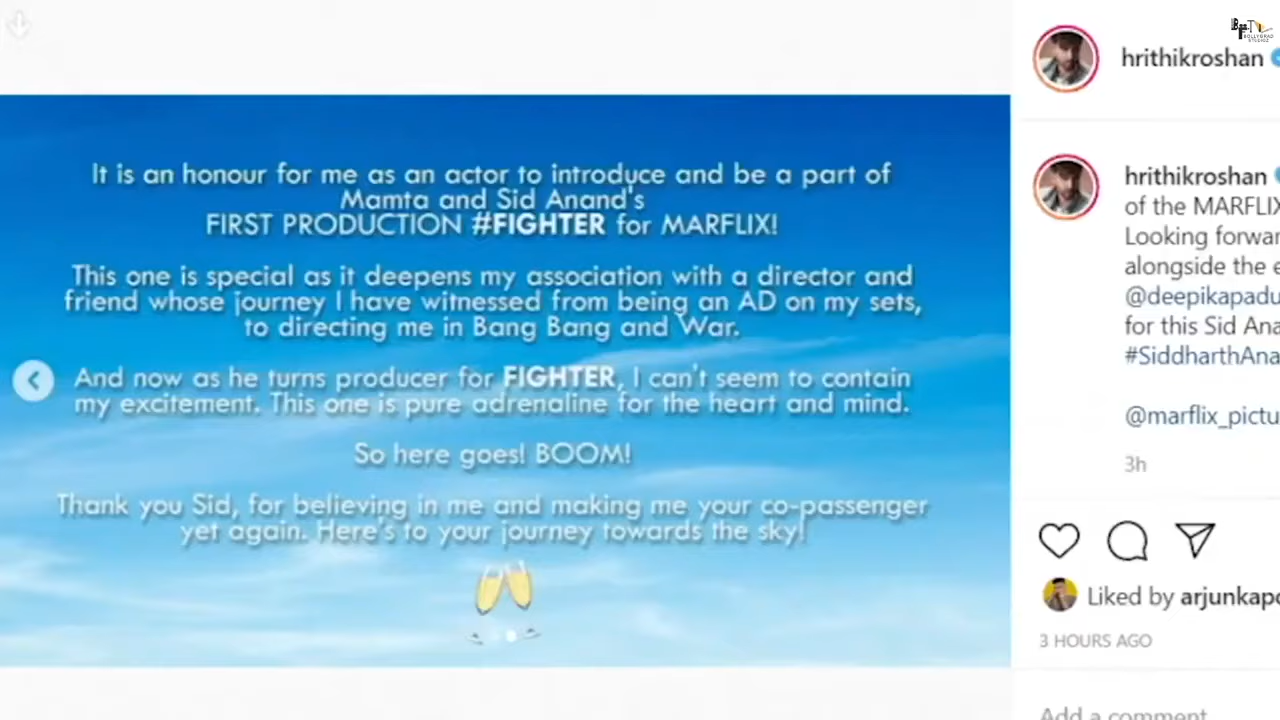 It is an honour for me as an actor to introduce and be a part of
Mamta and Sid Anand's
FIRST PRODUCTION #FIGHTER for MARFLIX!
This one is special as it deepens my association with a director and
friend whose journey I have witnessed from being an AD on my sets,
to directing me in Bang Bang and War.
And now as he turns producer for FIGHTER, I can't seem to contain
my excitement. This one is pure adrenaline for the heart and mind.
So here goes! BOOM!
Thank you Sid, for believing in me and making me your co-passenger
yet again. Here's to your journey towards the sky!
hrithikroshan
hrithikroshan
of the MARFLIX
Looking forwar
alongside the e
@deepikapadu
for this Sid Ana
#SiddharthAna
@marflix_pictu
3h
Liked by arjunkapo
3 HOURS AGO
Add a comment